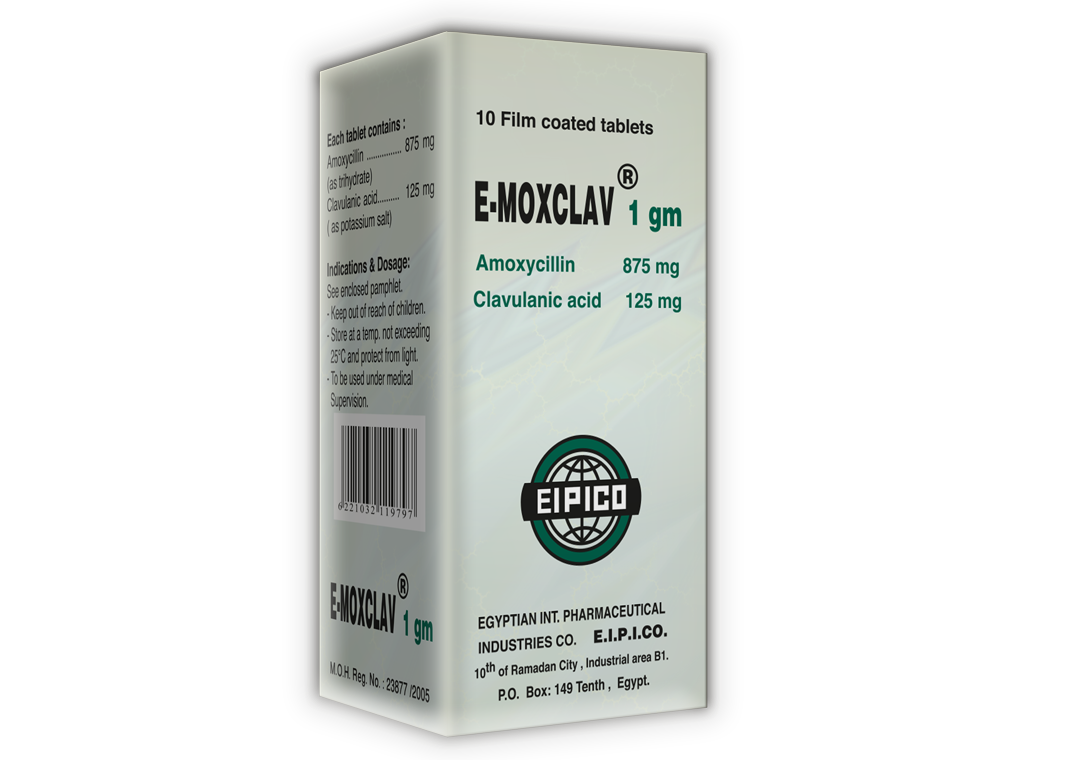 Each tablet contains :
Amoxycillin ............... 875 mg
(as trihydrate)
Clavulanic acid......... 125 mg
( as potassium salt)
Indications & Dosage:
See enclosed pamphlet.
- Keep out of reach of children.
- Store at a temp. not exceeding
25°C and protect from light.
- To be used under medical
Supervision.
6 221032 119797
E-MOXCLAV® 1 gm
M.O.H. Reg. No. : 23877 /2005
10 Film coated tablets
E-MOXCLAV® 1 gm
Amoxycillin 875 mg
Clavulanic acid 125 mg
EIPICO
EGYPTIAN INT. PHARMACEUTICAL
INDUSTRIES CO. E.I.P.I.CO.
10th of Ramadan City , Industrial area B1.
P.O. Box: 149 Tenth , Egypt.